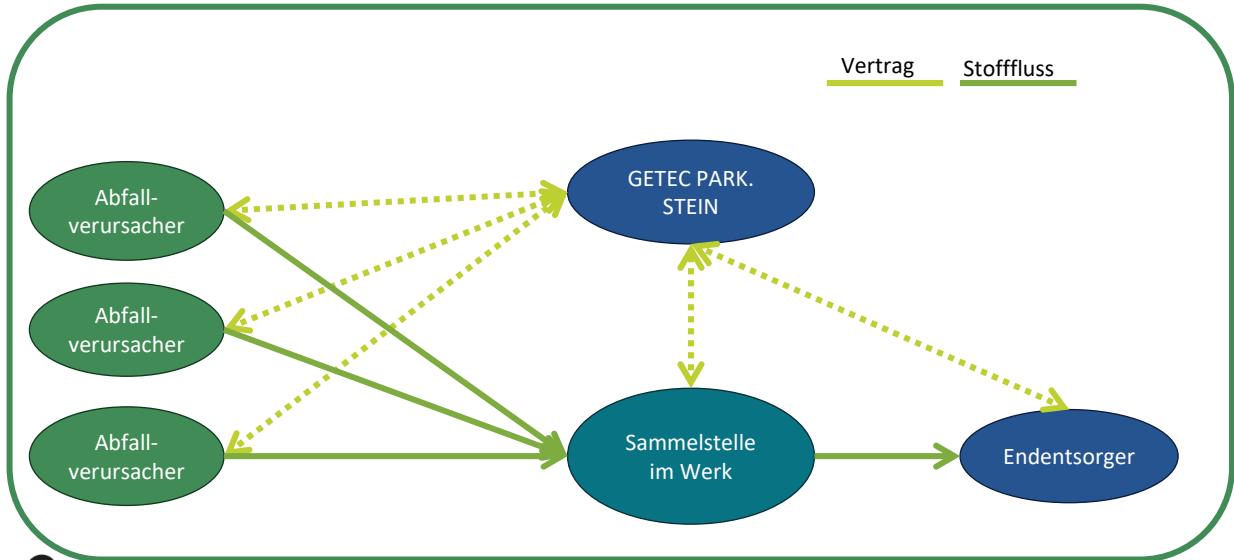 Vertrag
Stofffluss
Abfall-
verursacher
GETEC PARK.
STEIN
Abfall-
verursacher
Abfall-
verursacher
Sammelstelle
im Werk
Endentsorger